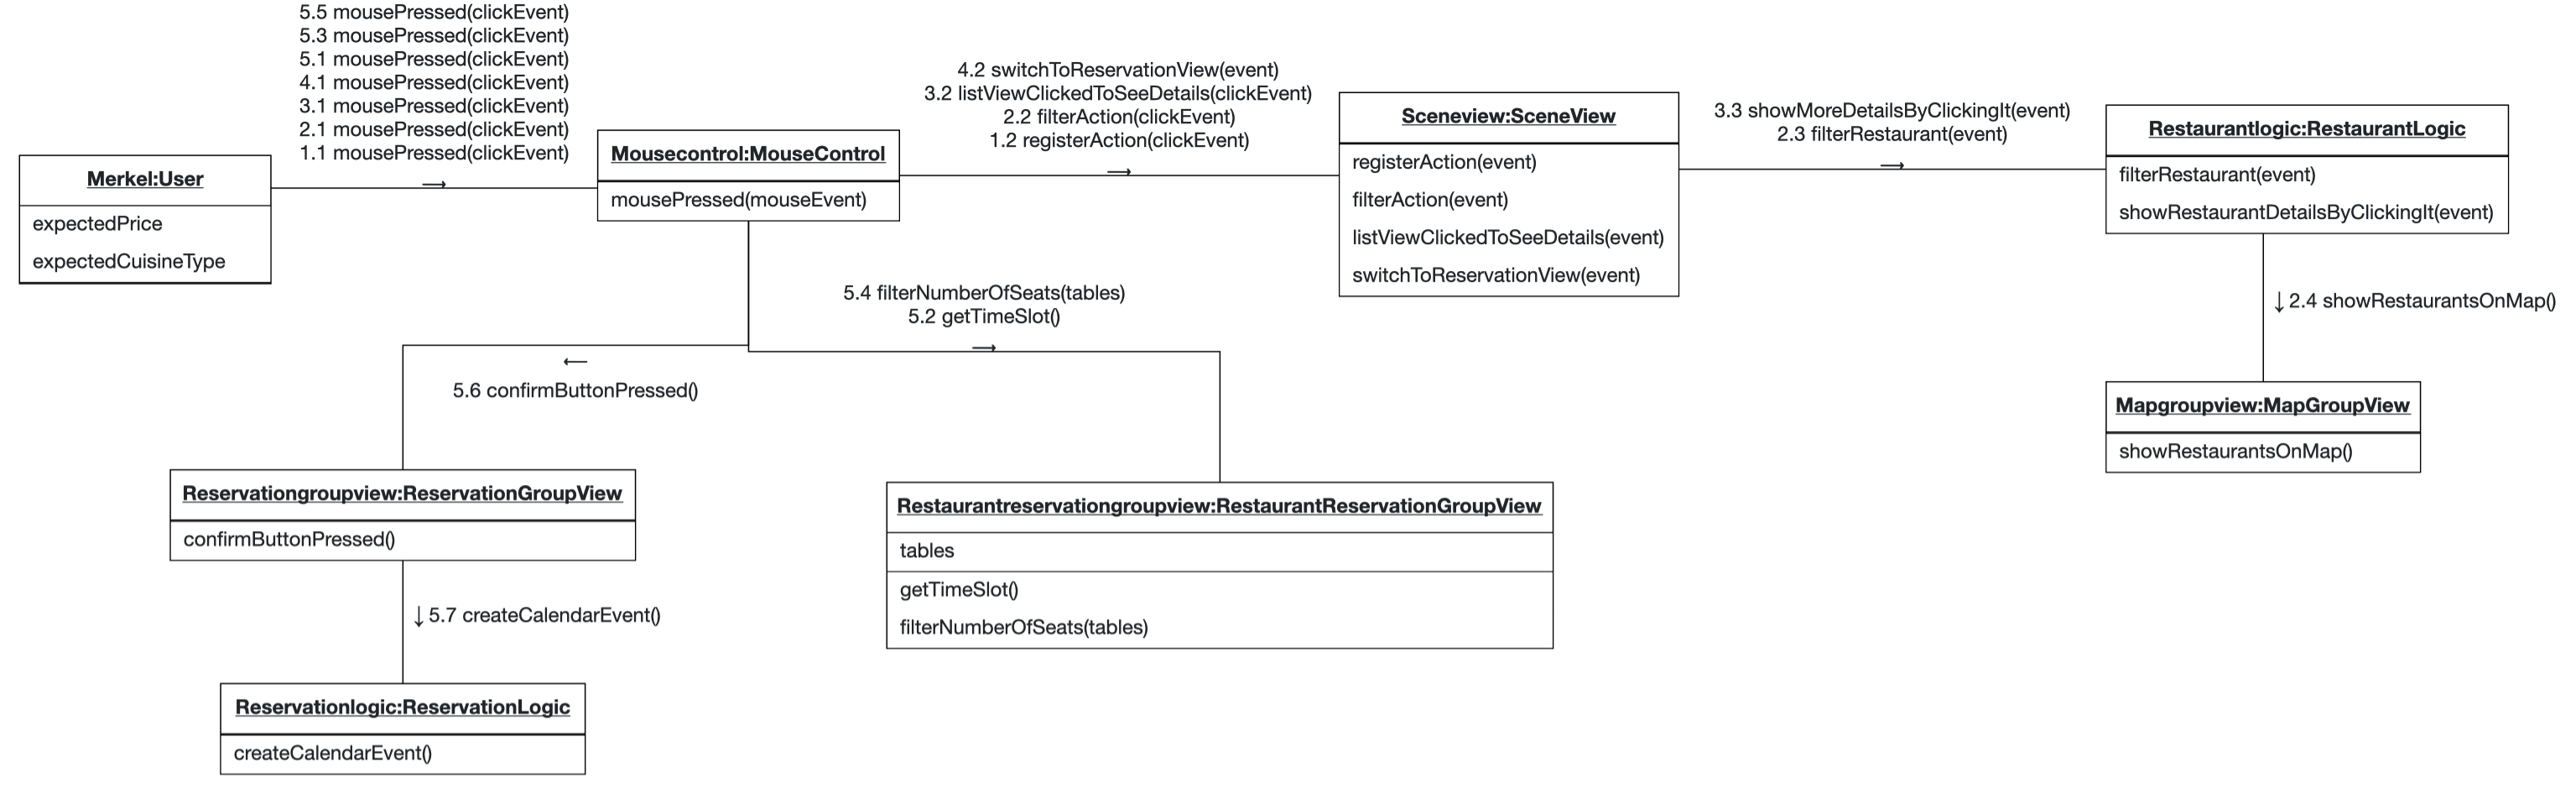 5.5 mousePressed(clickEvent)
5.3 mousePressed(clickEvent)
5.1 mousePressed(clickEvent)
4.1 mousePressed(clickEvent)
3.1 mousePressed(clickEvent)
2.1 mousePressed(clickEvent)
1.1 mousePressed(clickEvent)
Merkel:User
expectedPrice
expectedCuisineType
Mousecontrol:MouseControl
mousePressed(mouseEvent)
4.2 switchToReservationView(event)
3.2 listViewClickedToSeeDetails(clickEvent)
2.2 filterAction(clickEvent)
1.2 registerAction(clickEvent)
Sceneview:SceneView
registerAction(event)
filterAction(event)
listViewClickedToSeeDetails(event)
switchToReservationView(event)
3.3 showMoreDetailsByClickingIt(event)
2.3 filterRestaurant(event)
Restaurantlogic:RestaurantLogic
filterRestaurant(event)
showRestaurantDetailsByClickingIt(event)
2.4 showRestaurantsOnMap()
Mapgroupview:MapGroupView
showRestaurantsOnMap()
5.4 filterNumberOfSeats(tables)
5.2 getTimeSlot()
5.6 confirmButtonPressed()
Reservationgroupview:ReservationGroupView
confirmButtonPressed()
Restaurantreservationgroupview:RestaurantReservationGroupView
tables
getTimeSlot()
filterNumberOfSeats(tables)
5.7 createCalendarEvent()
Reservationlogic:ReservationLogic
createCalendarEvent()